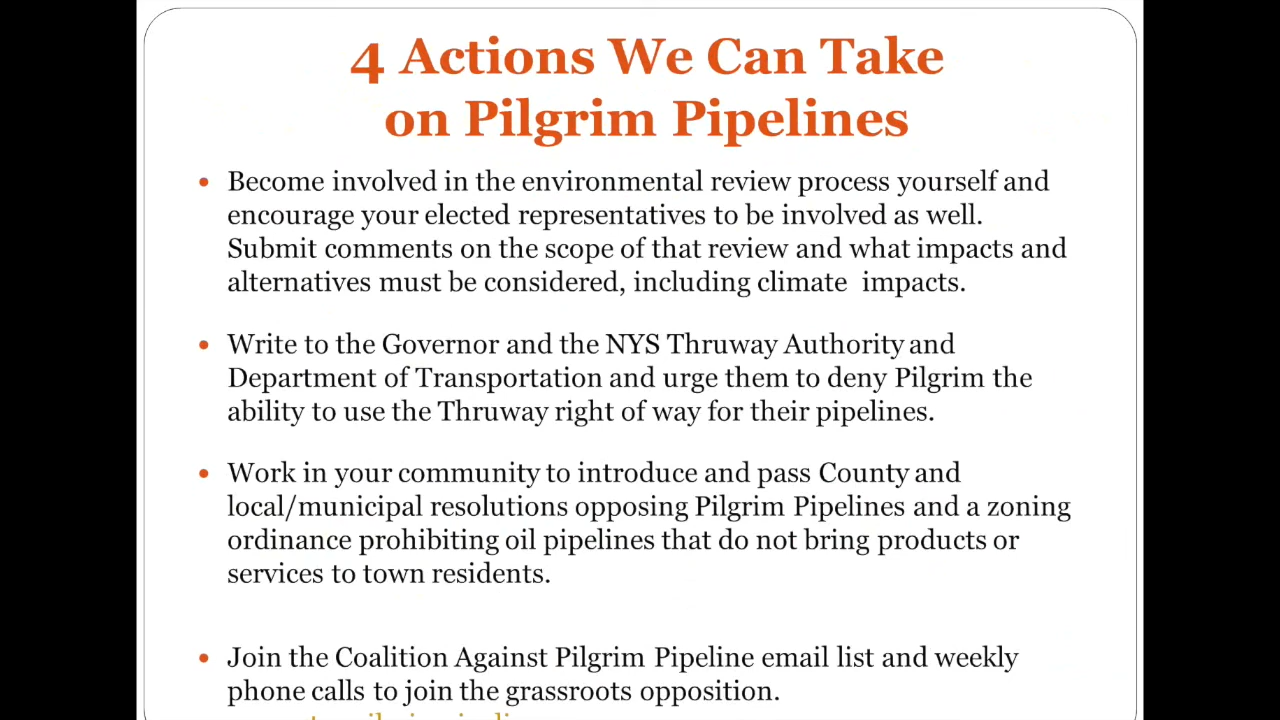 4 Actions We Can Take
on Pilgrim Pipelines
• Become involved in the environmental review process yourself and
encourage your elected representatives to be involved as well.
Submit comments on the scope of that review and what impacts and
alternatives must be considered, including climate  impacts.
• Write to the Governor and the NYS Thruway Authority and
Department of Transportation and urge them to deny Pilgrim the
ability to use the Thruway right of way for their pipelines.
• Work in your community to introduce and pass County and
local/municipal resolutions opposing Pilgrim Pipelines and a zoning
ordinance prohibiting oil pipelines that do not bring products or
services to town residents.
• Join the Coalition Against Pilgrim Pipeline email list and weekly
phone calls to join the grassroots opposition.